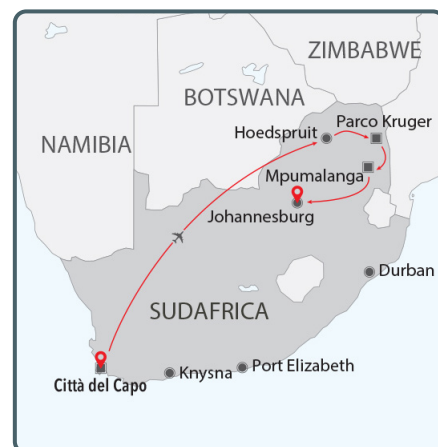 ZIMBABWE
BOTSWANA
Parco Kruger
Hoedspruit
NAMIBIA
Mpumalanga
Johannesburg
Durban
SUDAFRICA
Port Elizabeth
Knysna
Città del Capo